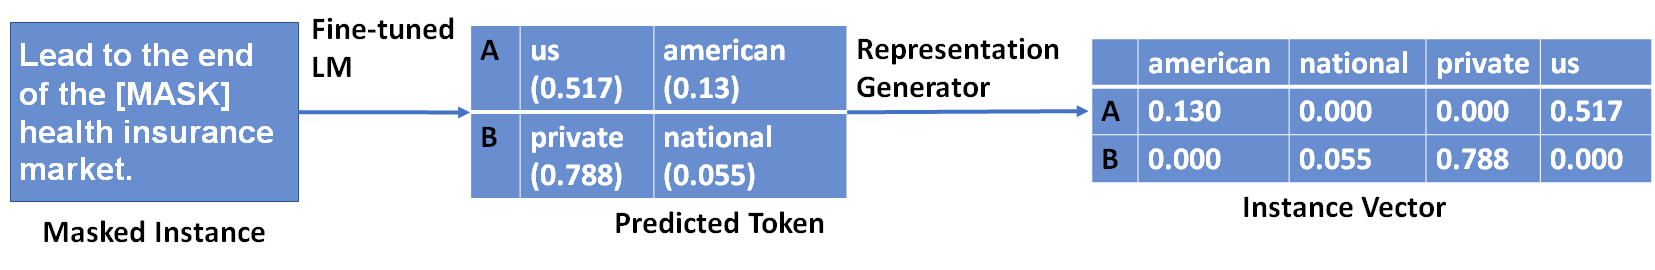 Lead to the end
of the [MASK]
health insurance
market.
Masked Instance
Fine-tuned
LM
A us american
(0.517) (0.13)
B private national
(0.788) (0.055)
Predicted Token
Representation
Generator
american national private us
A 0.130 0.000 0.000 0.517
B 0.000 0.055 0.788 0.000
Instance Vector